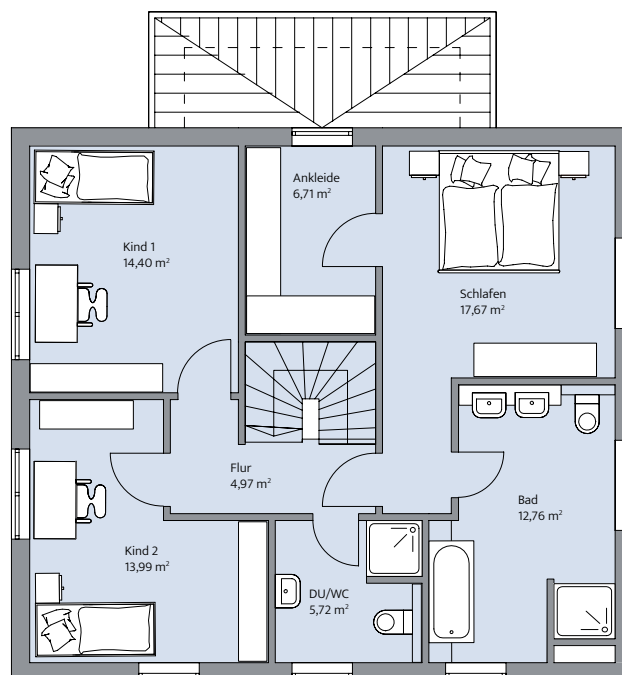 Ankleide
6,71 m²
Kind 1
14,40 m²
Schlafen
17,67 m²
Flur
4,97 m²
Bad
12,76 m²
Kind 2
13,99 m²
DU/WC
5,72 m²